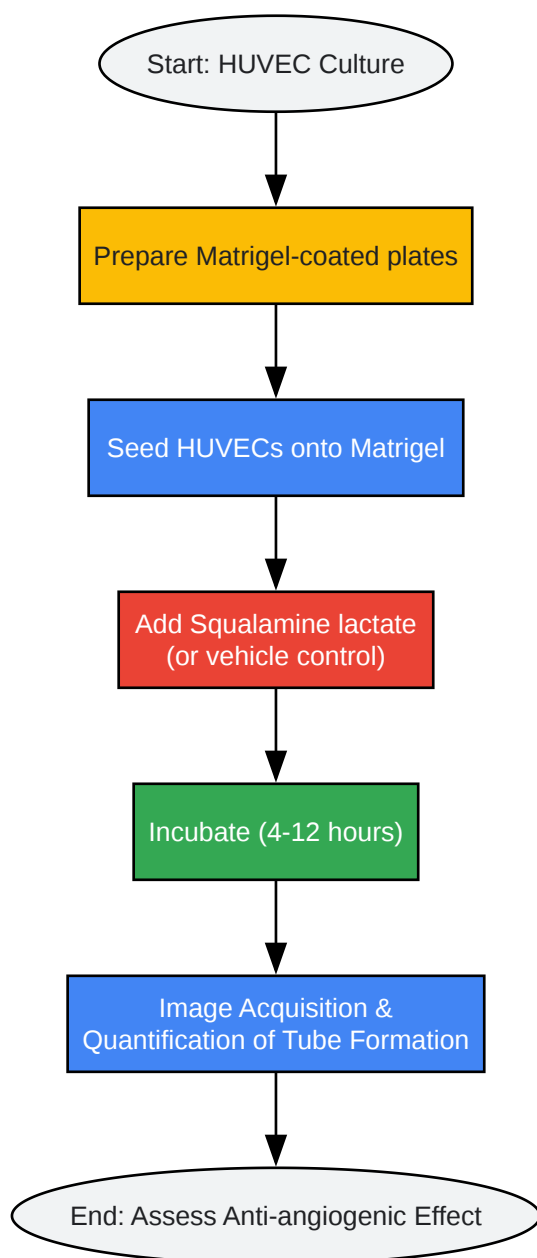 Start: HUVEC Culture
Prepare Matrigel-coated plates
Seed HUVECs onto Matrigel
Add Squalamine lactate
(or vehicle control)
Incubate (4-12 hours)
Image Acquisition &
Quantification of Tube Formation
End: Assess Anti-angiogenic Effect